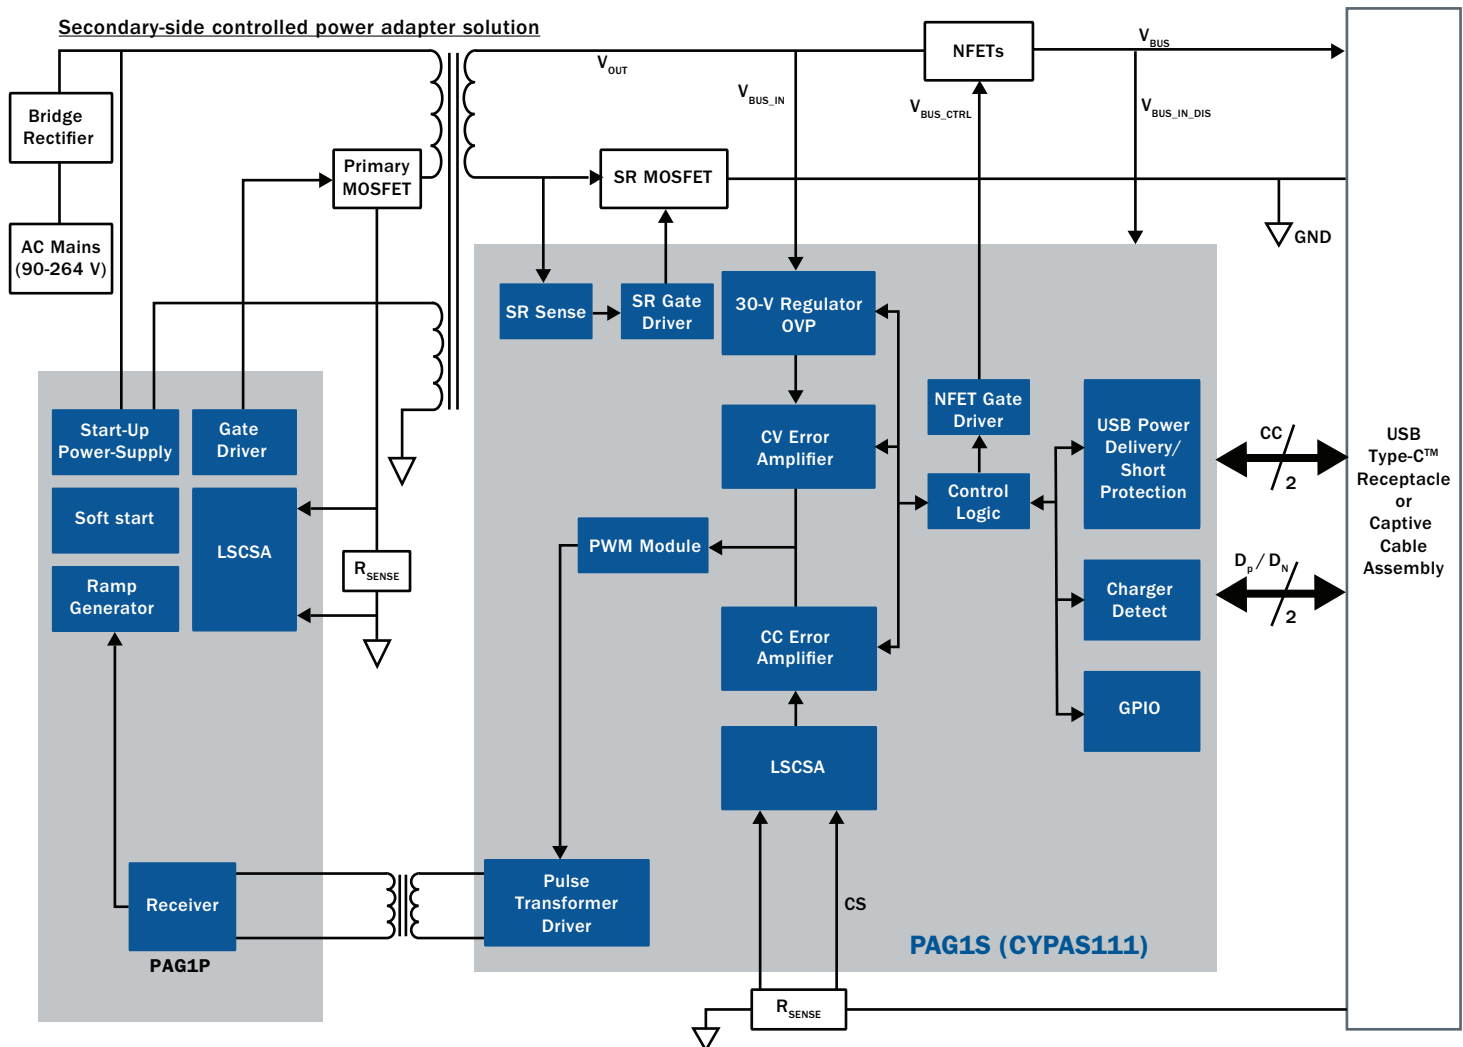 Secondary-side controlled power adapter solution
Bridge
Rectifier
AC Mains
(90-264 V)
Primary
MOSFET
VOUT
VBUS_IN
NFETs
VBUS_CTRL
VBUS
VBUS_IN_DIS
SR MOSFET
GND
SR Sense
SR Gate
Driver
30-V Regulator
OVP
Start-Up
Power-Supply
Gate
Driver
Soft start
LSCSA
Ramp
Generator
RSENSE
CV Error
Amplifier
NFET Gate
Driver
Control
Logic
USB Power
Delivery/
Short
Protection
CC
2
PWM Module
Charger
Detect
Dp / DN
2
CC Error
Amplifier
GPIO
LSCSA
USB
Type-C™
Receptacle
or
Captive
Cable
Assembly
Receiver
PAG1P
Pulse
Transformer
Driver
CS
PAG1S (CYPAS111)
RSENSE